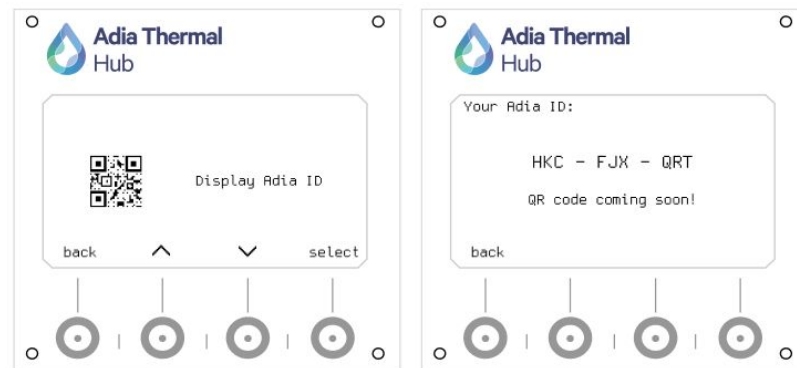 Adia Thermal
Hub
Display Adia ID
back
select
Adia Thermal
Hub
Your Adia ID:
HKC - FJX - QRT
QR code coming soon!
back